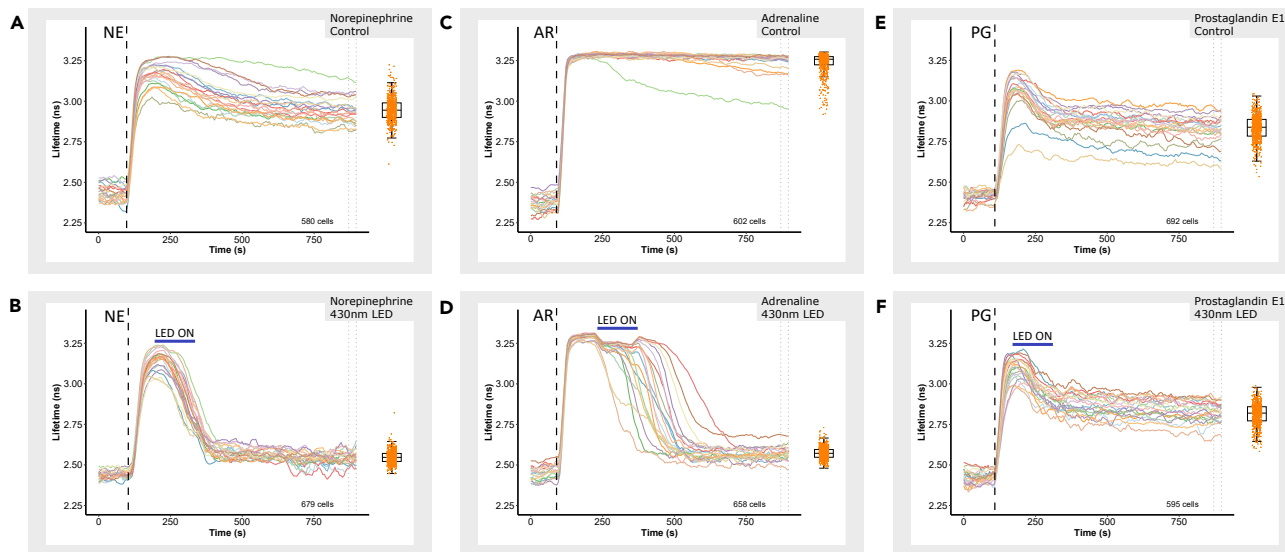 A
Norepinephrine
Control
NE
Lifetime (ns)
3.25
3.00
2.75
2.50
2.25
0
250
500
750
Time (s)
580 cells
C
Adrenaline
Control
AR
Lifetime (ns)
3.25
3.00
2.75
2.50
2.25
0
250
500
750
Time (s)
602 cells
E
Prostaglandin E1
Control
PG
Lifetime (ns)
3.25
3.00
2.75
2.50
2.25
0
250
500
750
Time (s)
692 cells
B
Norepinephrine
430nm LED
NE
LED ON
Lifetime (ns)
3.25
3.00
2.75
2.50
2.25
0
250
500
750
Time (s)
679 cells
D
Adrenaline
430nm LED
AR
LED ON
Lifetime (ns)
3.25
3.00
2.75
2.50
2.25
0
250
500
750
Time (s)
658 cells
F
Prostaglandin E1
430nm LED
PG
LED ON
Lifetime (ns)
3.25
3.00
2.75
2.50
2.25
0
250
500
750
Time (s)
595 cells